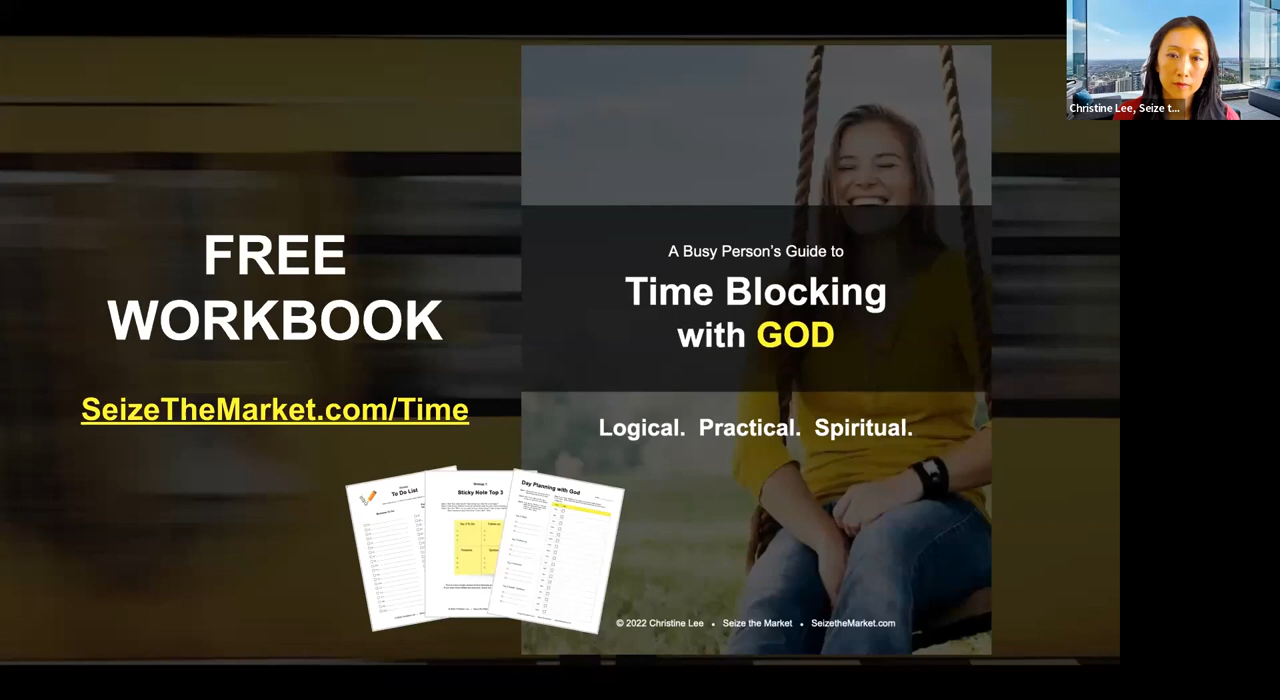 Christine Lee, Seize t...
FREE
WORKBOOK
SeizeTheMarket.com/Time
A Busy Person's Guide to
Time Blocking
with GOD
Logical. Practical. Spiritual.
To Do List
Sticky Note Top 3
Day Planning with God
© 2022 Christine Lee • Seize the Market • SeizetheMarket.com